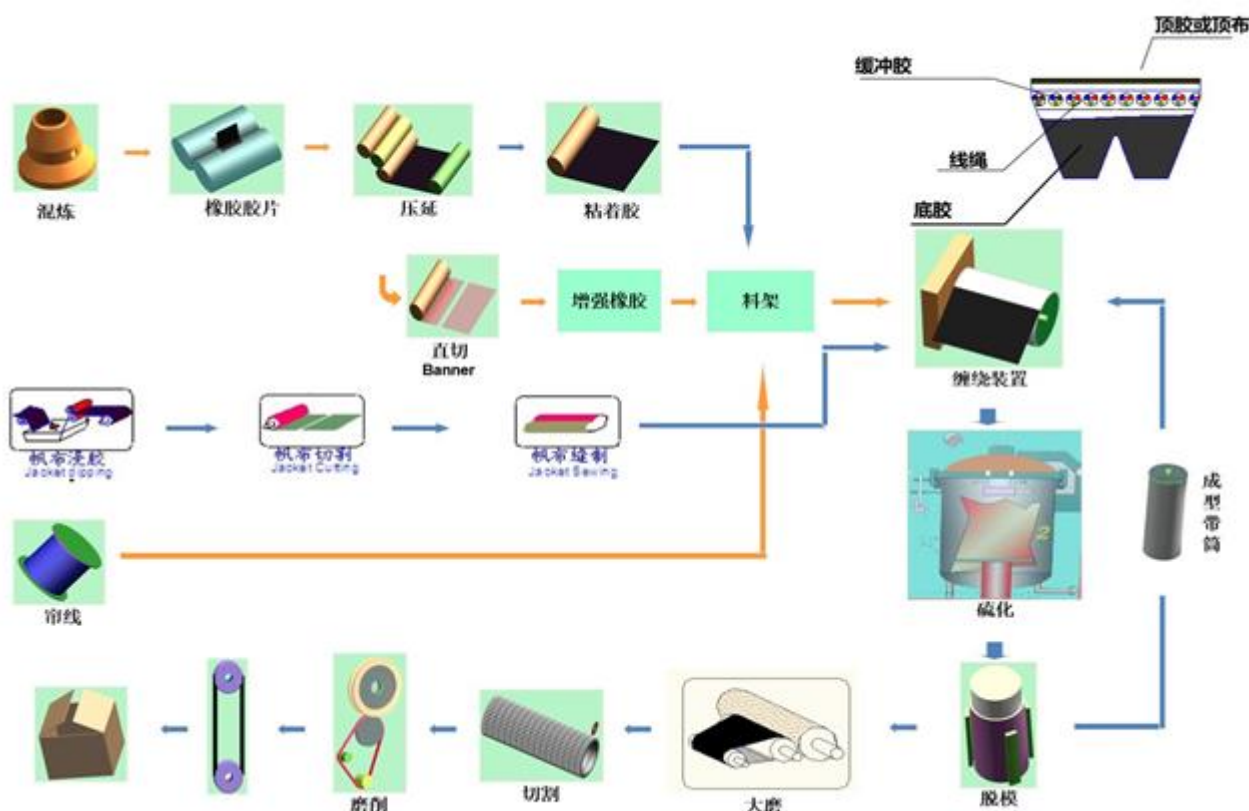 顶胶或顶布
缓冲胶
线绳
底胶
混炼
橡胶胶片
压延
粘着胶
直切
Banner
增强橡胶
料架
缠绕装置
帆布浸胶
Jacket dipping
帆布切割
Jacket Cutting
帆布缝制
Jacket Sewing
帘线
硫化
成型带筒
脱模
大磨
切割
磨削